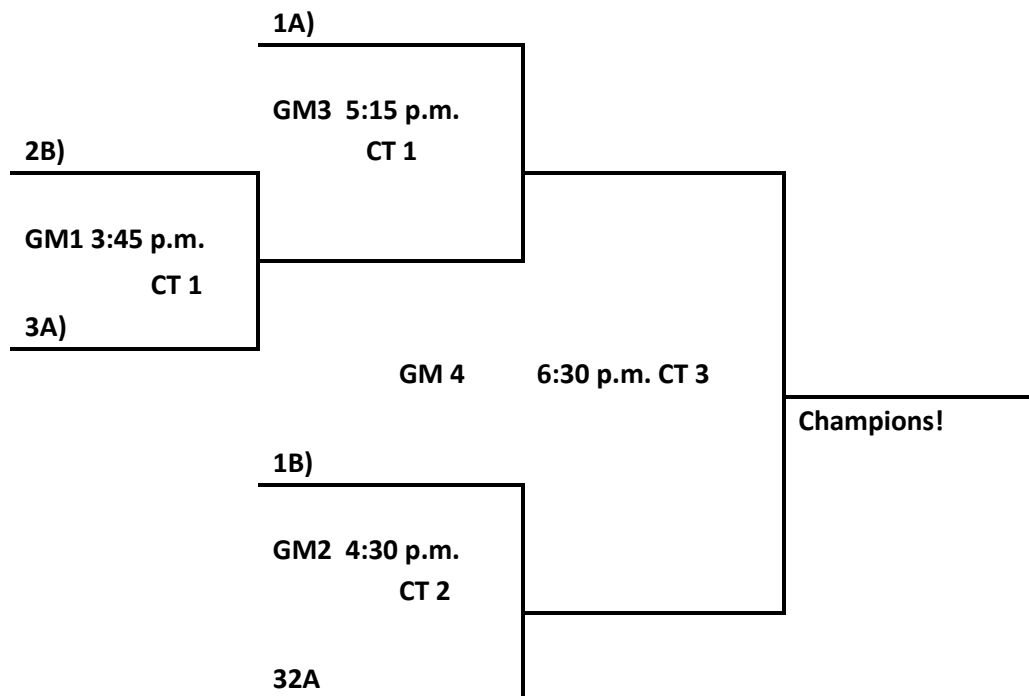 1A)
GM3 5:15 p.m.
CT 1
2B)
GM1 3:45 p.m.
CT 1
3A)
GM 4 6:30 p.m. CT 3
Champions!
1B)
GM2 4:30 p.m.
CT 2
32A